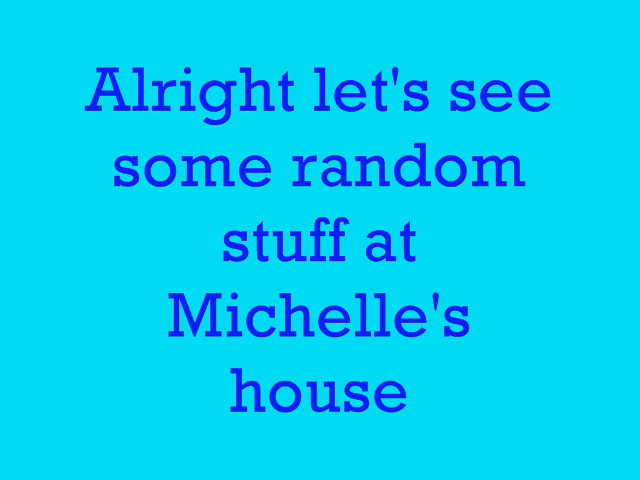 Alright let's see
some random
stuff at
Michelle's
house